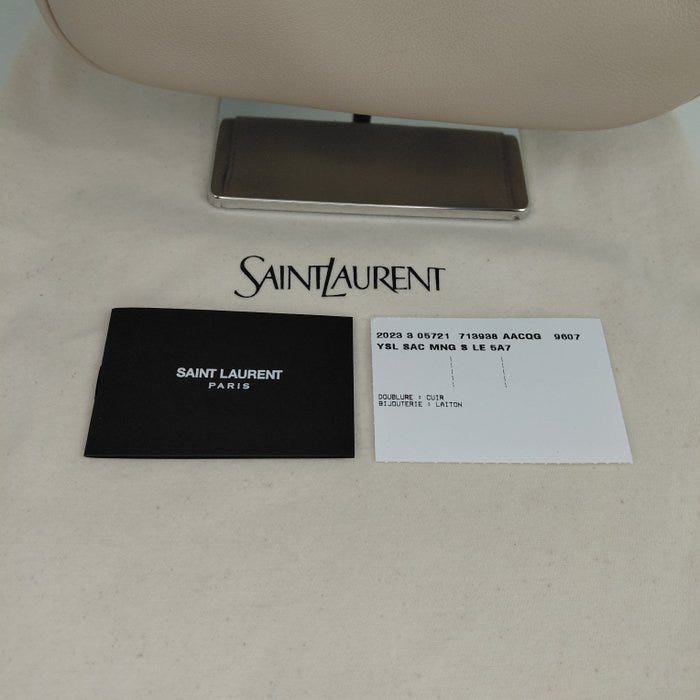 SAINT LAURENT
SAINT LAURENT
PARIS
2023 3 05721 713938 AACQG 9607
YSL SAC MNG S LE 5A7
DOUBLURE : CUIR
BIJOUTERIE : LAITON